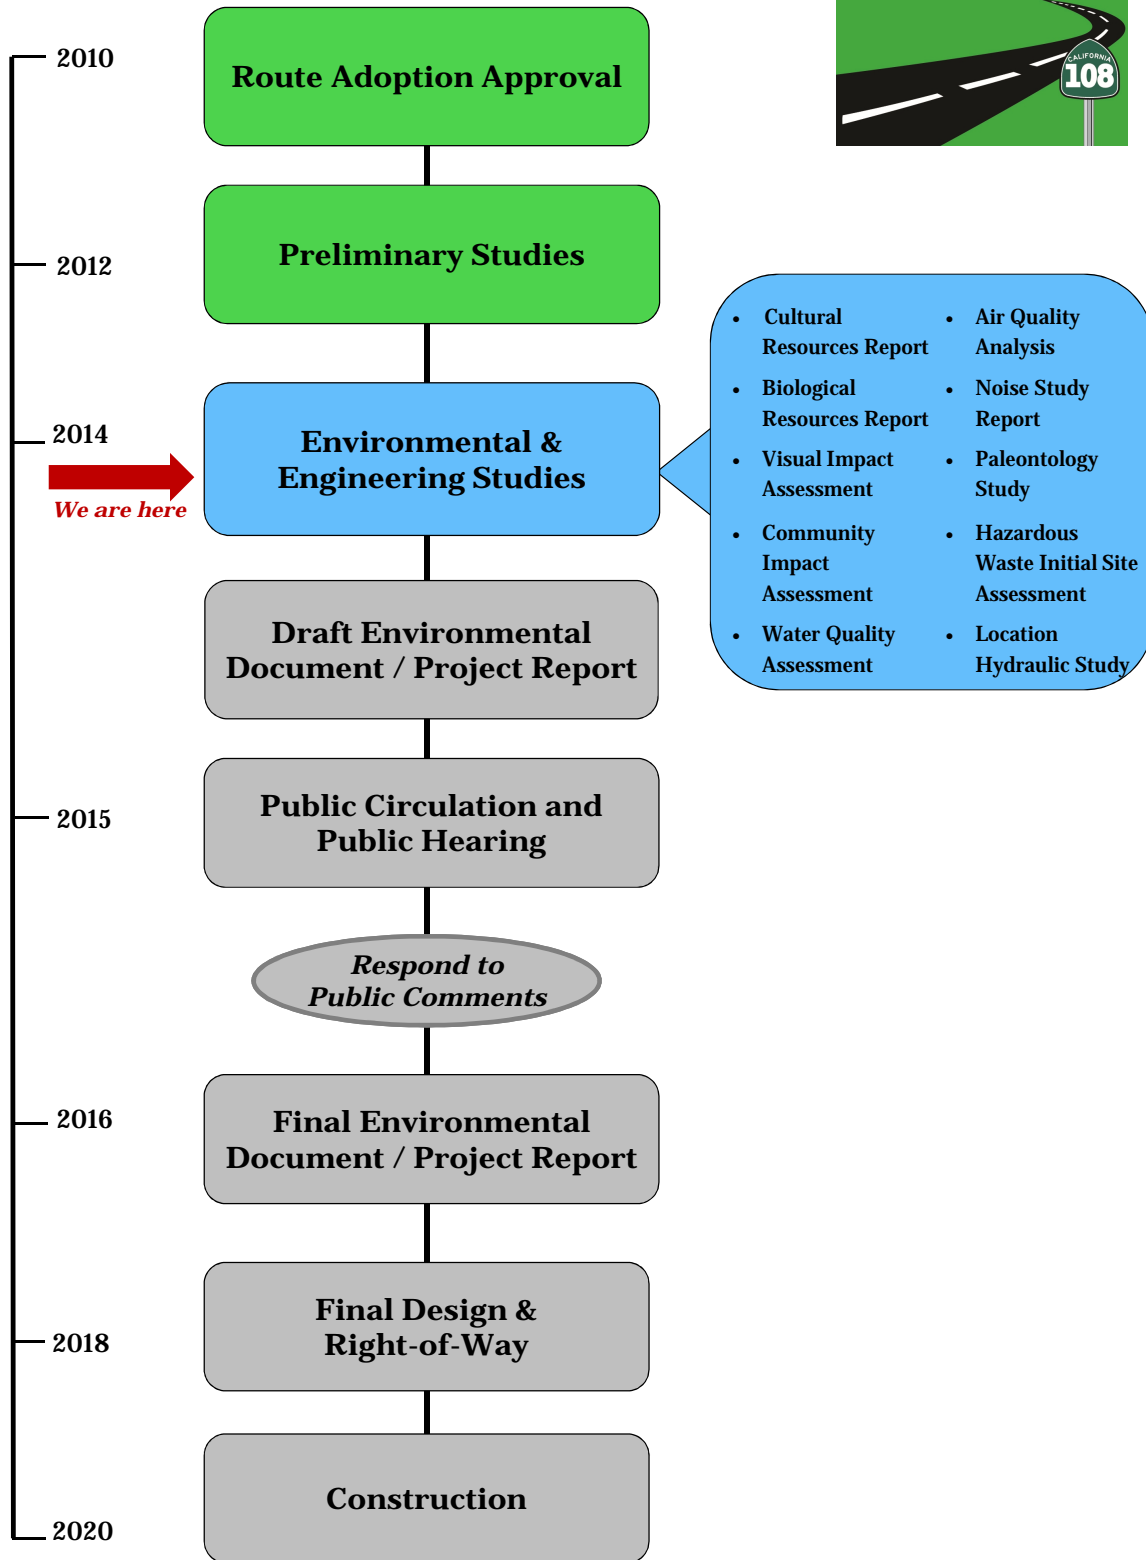 2010
Route Adoption Approval
CALIFORNIA
108
Preliminary Studies
2012
2014
We are here
Environmental &
Engineering Studies
• Cultural
Resources Report
• Biological
Resources Report
• Visual Impact
Assessment
• Community
Impact
Assessment
• Water Quality
Assessment
• Air Quality
Analysis
• Noise Study
Report
• Paleontology
Study
• Hazardous
Waste Initial Site
Assessment
• Location
Hydraulic Study
Draft Environmental
Document / Project Report
2015
Public Circulation and
Public Hearing
Respond to
Public Comments
2016
Final Environmental
Document / Project Report
2018
Final Design &
Right-of-Way
Construction
2020